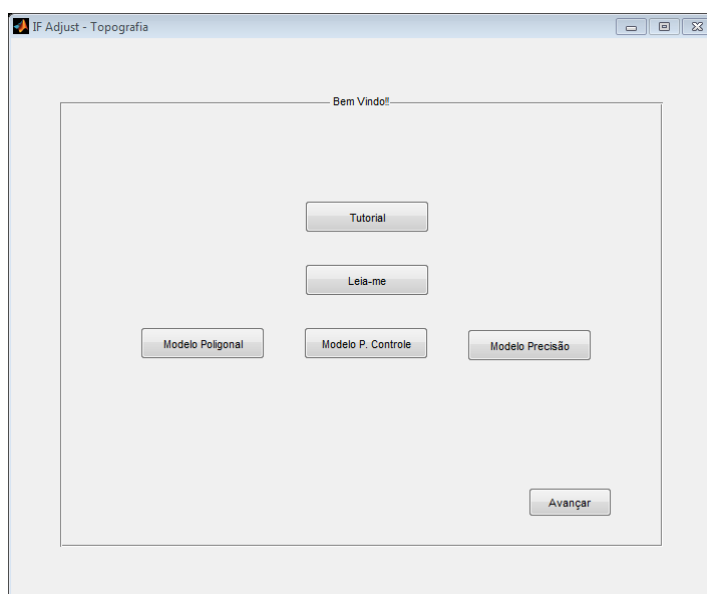 IF Adjust - Topografia
Bem Vindo!!
Tutorial
Leia-me
Modelo Poligonal
Modelo P. Controle
Modelo Precisão
Avançar